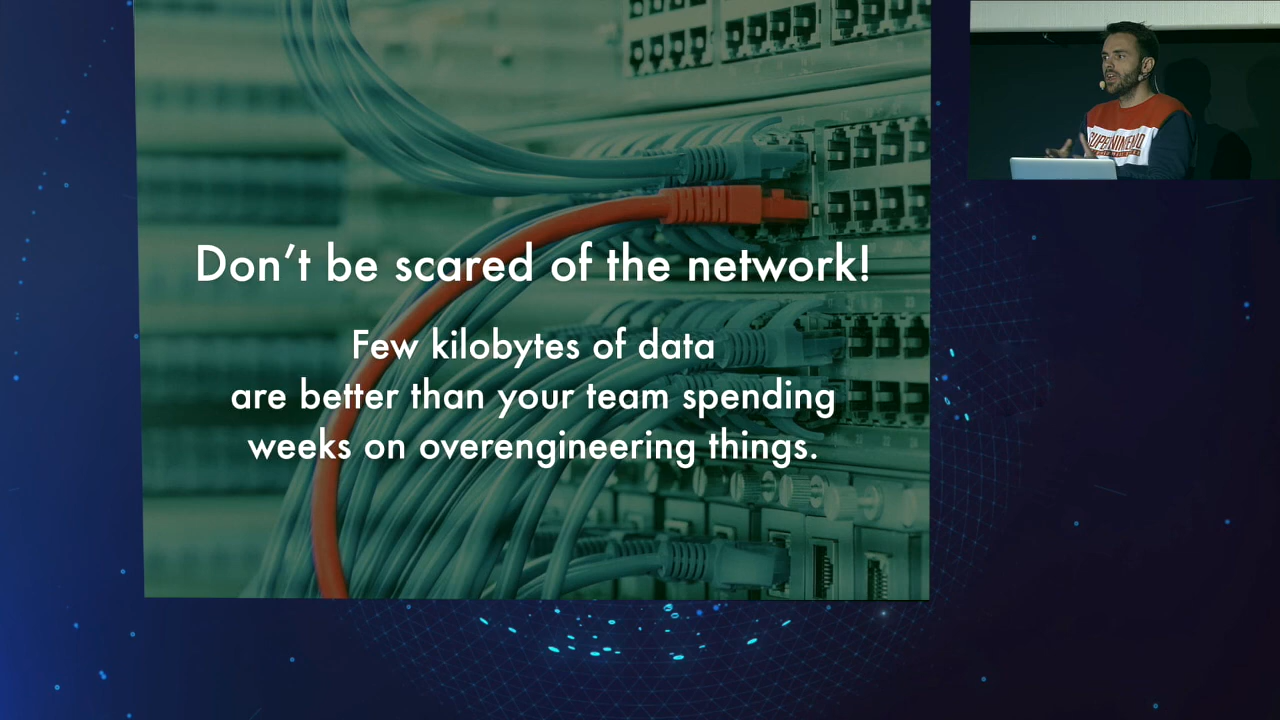 Don't be scared of the network!
Few kilobytes of data
are better than your team spending
weeks on overengineering things.